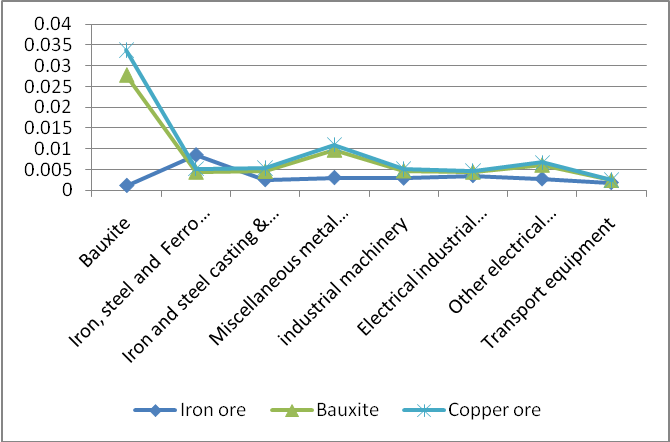 0.04
0.035
0.03
0.025
0.02
0.015
0.01
0.005
0
Bauxite
Iron, steel and Ferro...
Iron and steel casting &...
Miscellaneous metal...
industrial machinery
Electrical industrial...
Other electrical...
Transport equipment
Iron ore
Bauxite
Copper ore